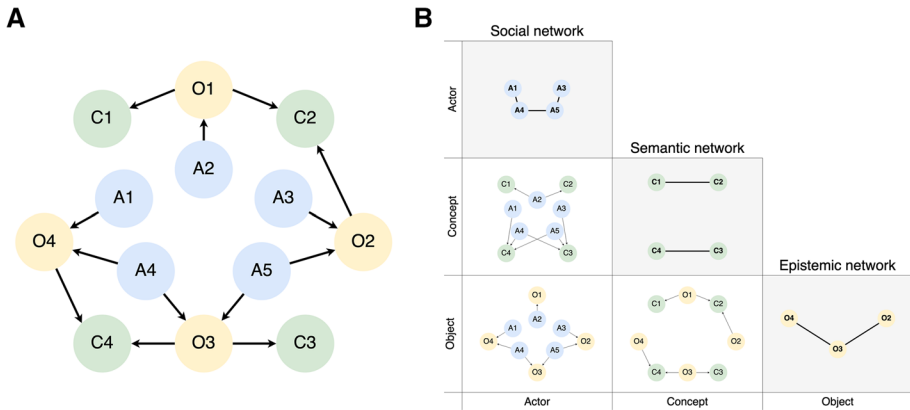 A
O1
C1
C2
A2
A1
A3
O4
O2
A4
A5
C4
O3
C3
B
Social network
Actor
A1
A3
A4
A5
Semantic network
Concept
C1
C2
A2
A1
A3
A4
A5
C4
C3
C1
C2
C4
C3
Epistemic network
Object
O1
A2
A1
A3
O4
O2
A4
A5
O3
C1
O1
C2
O4
O2
C4
O3
C3
O4
O2
O3
Actor
Concept
Object